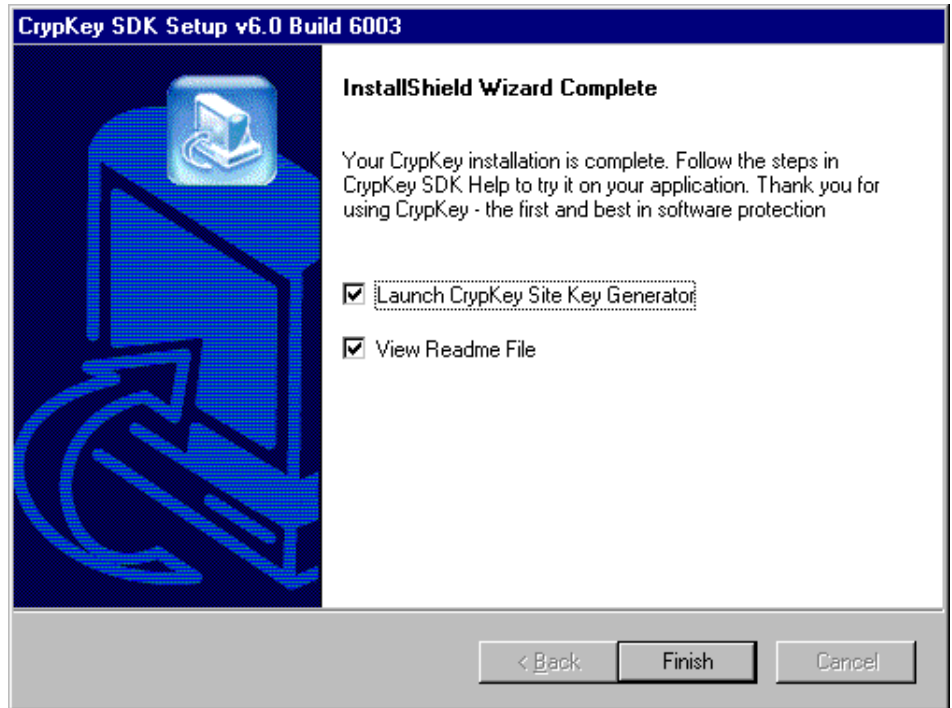 CrypKey SDK Setup v6.0 Build 6003
InstallShield Wizard Complete
Your CrypKey installation is complete. Follow the steps in
CrypKey SDK Help to try it on your application. Thank you for
using CrypKey - the first and best in software protection
Launch CrypKey Site Key Generator
View Readme File
< Back
Finish
Cancel